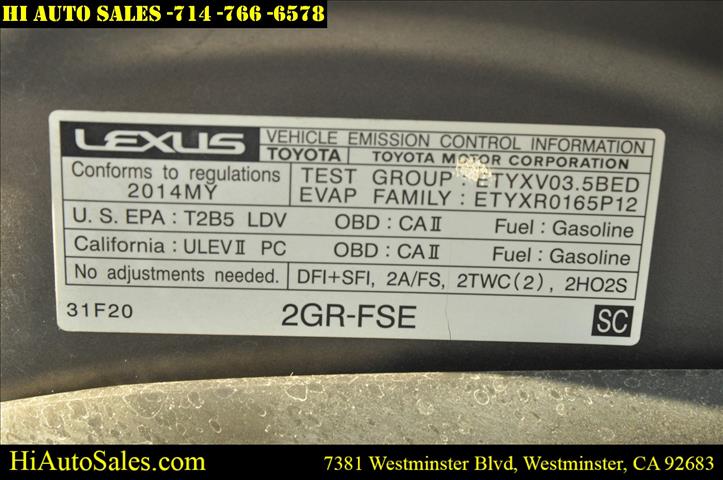 HI AUTO SALES -714 -766 -6578
LEXUS
VEHICLE EMISSION CONTROL INFORMATION
TOYOTA TOYOTA MOTOR CORPORATION
Conforms to regulations
2014MY
TEST GROUP : ETYXV03.5BED
EVAP FAMILY : ETYXR0165P12
U. S. EPA : T2B5 LDV OBD : CAⅡ Fuel : Gasoline
California : ULEVⅡ PC OBD : CAⅡ Fuel : Gasoline
No adjustments needed. DFI+SFI, 2A/FS, 2TWC(2), 2HO2S
31F20 2GR-FSE SC
HiAutoSales.com 7381 Westminster Blvd, Westminster, CA 92683